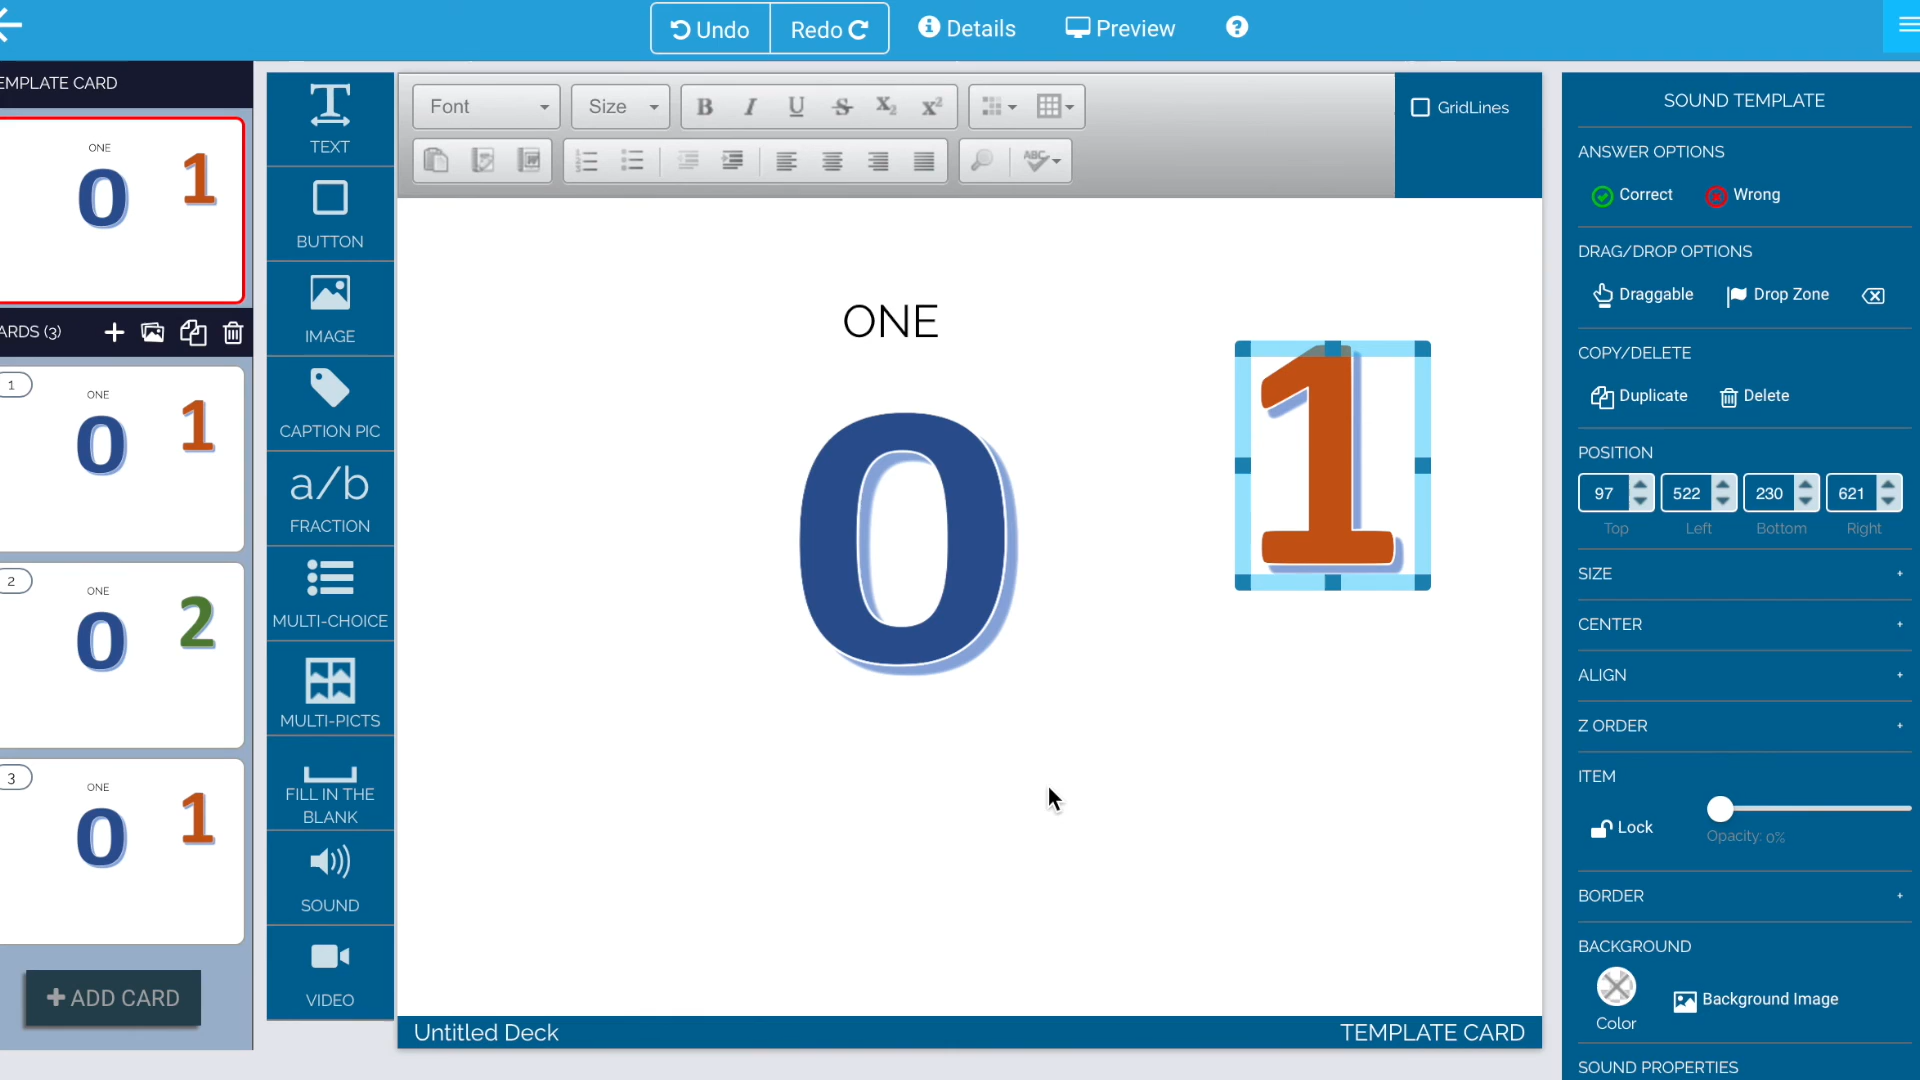 Undo
Redo
Details
Preview
?
EMPLATE CARD
ONE
0
1
ARDS (3)
1
ONE
0
1
2
ONE
0
2
3
ONE
0
1
ADD CARD
TEXT
BUTTON
IMAGE
CAPTION PIC
a/b
FRACTION
MULTI-CHOICE
MULTI-PICTS
FILL IN THE
BLANK
SOUND
VIDEO
Font
Size
B I U S X₂ X²
ABC
GridLines
ONE
0
1
Untitled Deck
TEMPLATE CARD
SOUND TEMPLATE
ANSWER OPTIONS
Correct
Wrong
DRAG/DROP OPTIONS
Draggable
Drop Zone
COPY/DELETE
Duplicate
Delete
POSITION
97 522 230 621
Top Left Bottom Right
SIZE +
CENTER +
ALIGN +
Z ORDER +
ITEM
Lock
Opacity: 0%
BORDER +
BACKGROUND
Background Image
Color
SOUND PROPERTIES